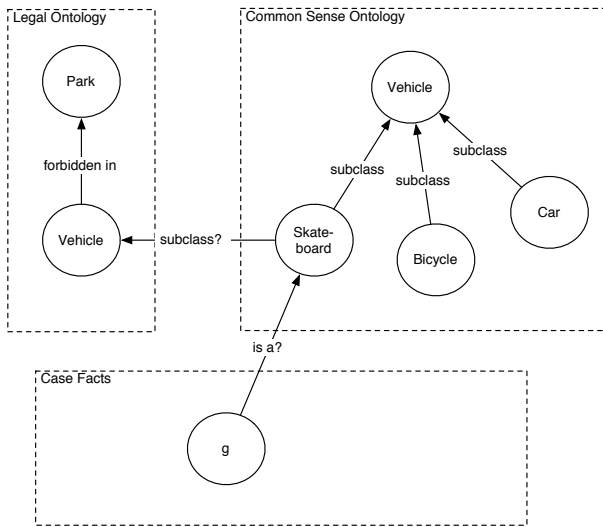 Legal Ontology
Common Sense Ontology
Park
Vehicle
forbidden in
subclass
subclass
subclass
Vehicle
subclass?
Skate-
board
Bicycle
Car
is a?
Case Facts
g